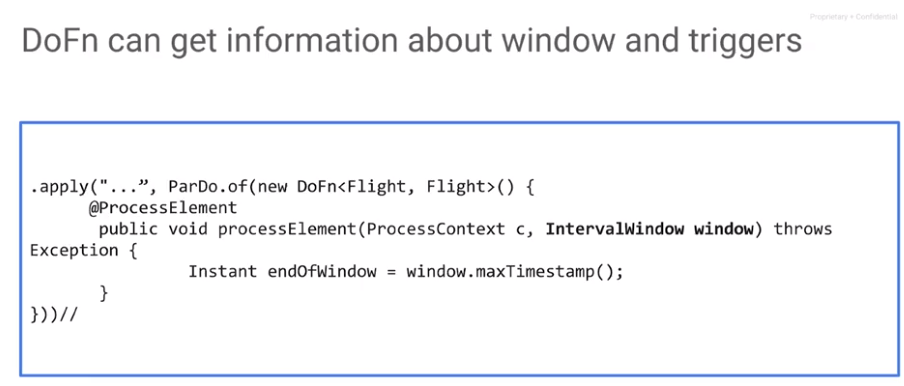 Proprietary + Confidential
DoFn can get information about window and triggers
.apply("...”, ParDo.of(new DoFn<Flight, Flight>() {
@ProcessElement
public void processElement(ProcessContext c, IntervalWindow window) throws
Exception {
Instant endOfWindow = window.maxTimestamp();
}
}))//